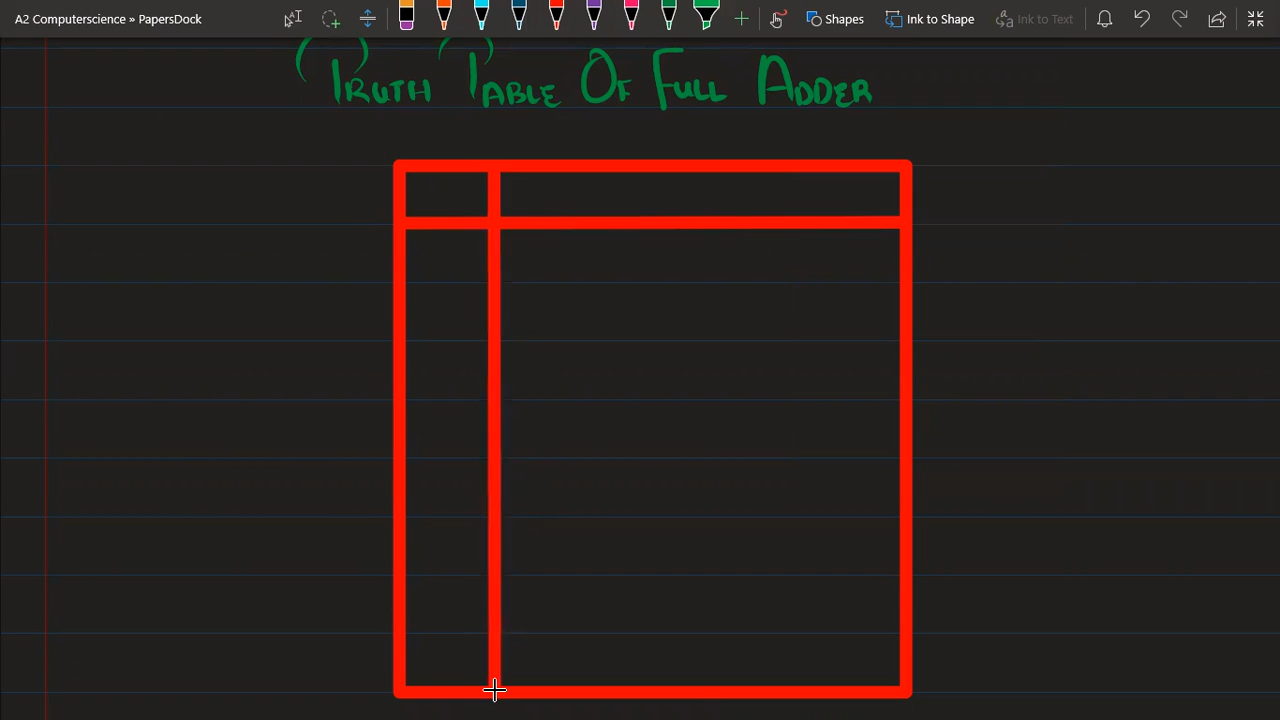 A2 Computerscience » PapersDock
Shapes
Ink to Shape
Ink to Text
(TRUTH TABLE OF FULL ADDER